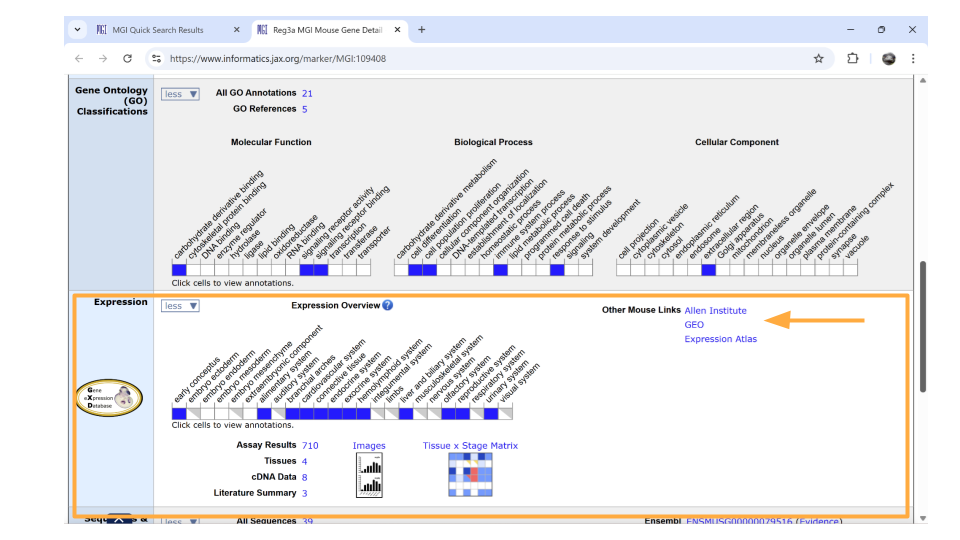 MGI Quick Search Results
Reg3a MGI Mouse Gene Detail
https://www.informatics.jax.org/marker/MGI:109408
Gene Ontology
(GO)
Classifications
less
All GO Annotations 21
GO References 5
Molecular Function
Biological Process
Cellular Component
carbohydrate derivative binding
cytoskeletal protein binding
DNA binding
enzyme regulator
hydrolase
ligase
lipid binding
oxidoreductase
RNA binding
signaling receptor activity
signaling receptor binding
transcription
transferase
transporter
carbohydrate derivative metabolism
cell differentiation
cell population proliferation
cellular component organization
DNA-templated transcription
establishment of localization
homeostatic process
immune system process
lipid metabolic process
programmed cell death
protein metabolic process
response to stimulus
signaling
system development
cell projection
cytoplasmic vesicle
cytoskeleton
cytosol
endoplasmic reticulum
endosome
extracellular region
Golgi apparatus
mitochondrion
membraneless organelle
nucleus
organelle envelope
organelle lumen
plasma membrane
protein-containing complex
synapse
vacuole
Click cells to view annotations.
Expression
less
Expression Overview ?
Other Mouse Links Allen Institute
GEO
Expression Atlas
early conceptus
embryo ectoderm
embryo endoderm
embryo mesoderm
embryo mesenchyme
extraembryonic component
alimentary system
auditory system
branchial arches
cardiovascular system
connective tissue
endocrine system
exocrine system
hemolymphoid system
integumental system
limbs
liver and biliary system
musculoskeletal system
nervous system
olfactory system
reproductive system
respiratory system
urinary system
visual system
Gene
eXpression
Database
Click cells to view annotations.
Assay Results 710
Images
Tissue x Stage Matrix
Tissues 4
cDNA Data 8
Literature Summary 3
less
All Sequences 39
Ensembl ENSMUSG00000079516 (Evidence)